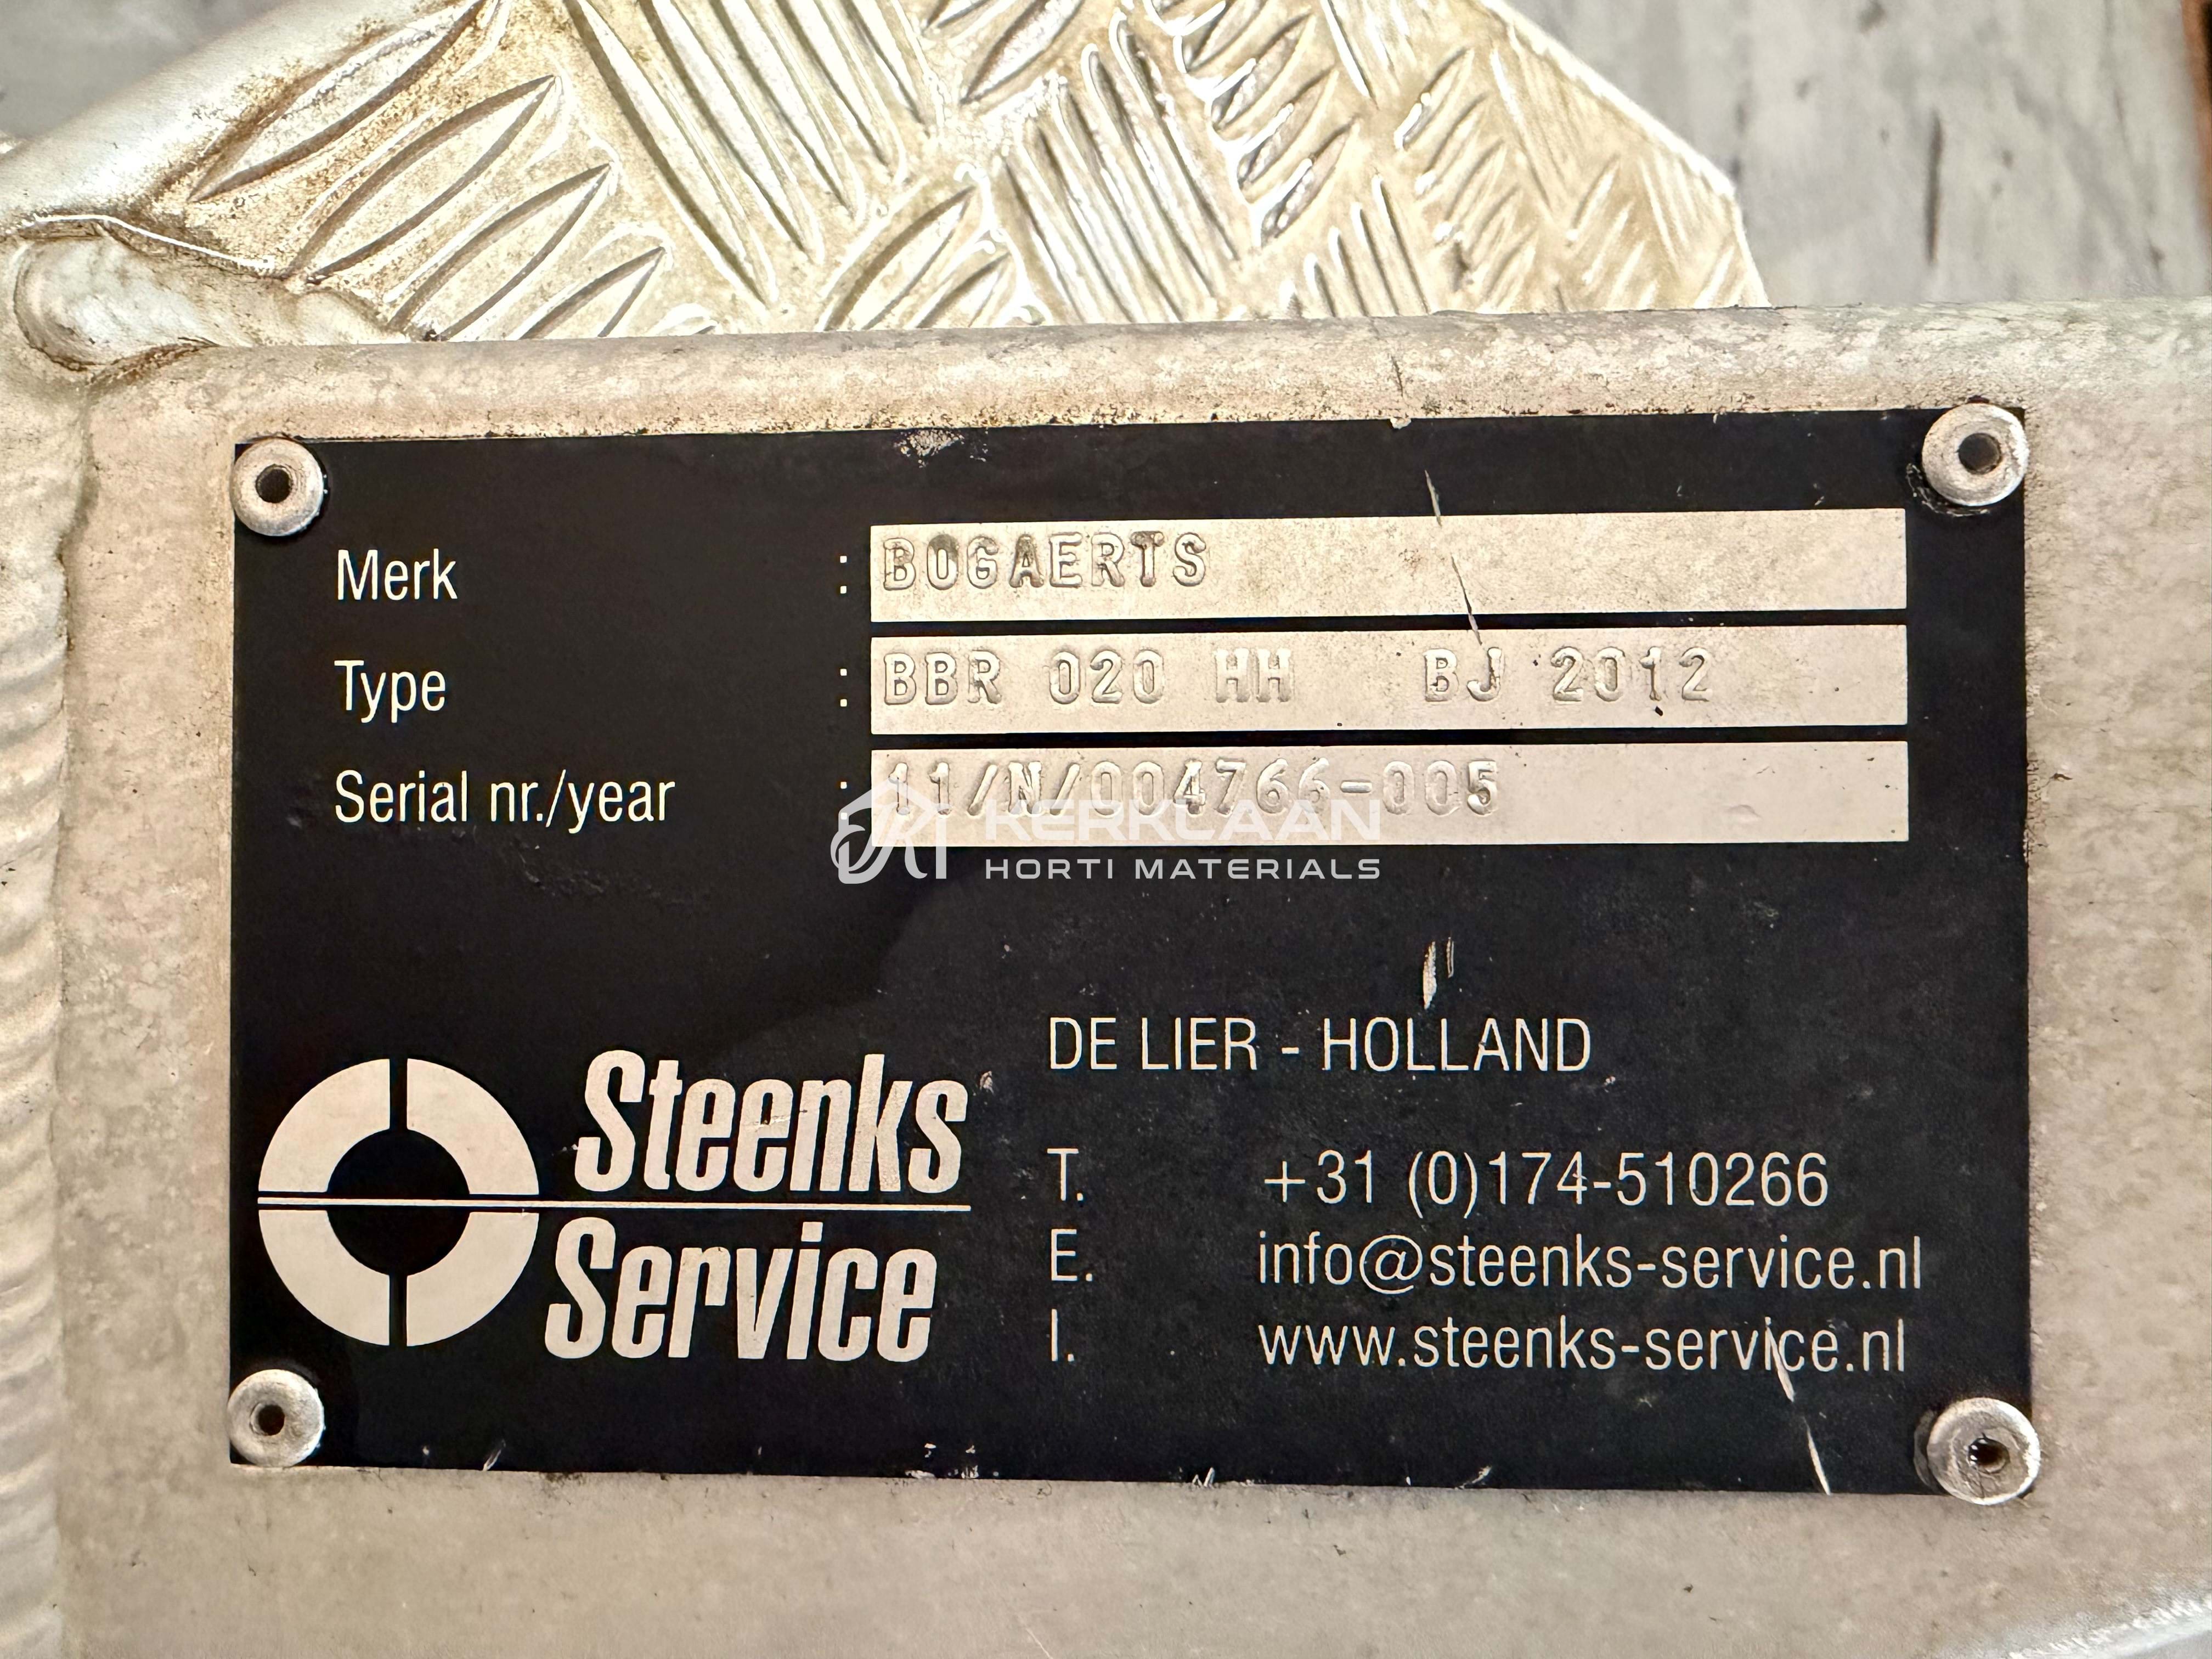 Merk : BOGAERTS
Type : BBR 020 HH BJ 2012
Serial nr./year : 11/N/004766-005
KERKLAAN
HORTI MATERIALS
DE LIER - HOLLAND
Steenks
Service
T. +31 (0)174-510266
E. info@steenks-service.nl
I. www.steenks-service.nl